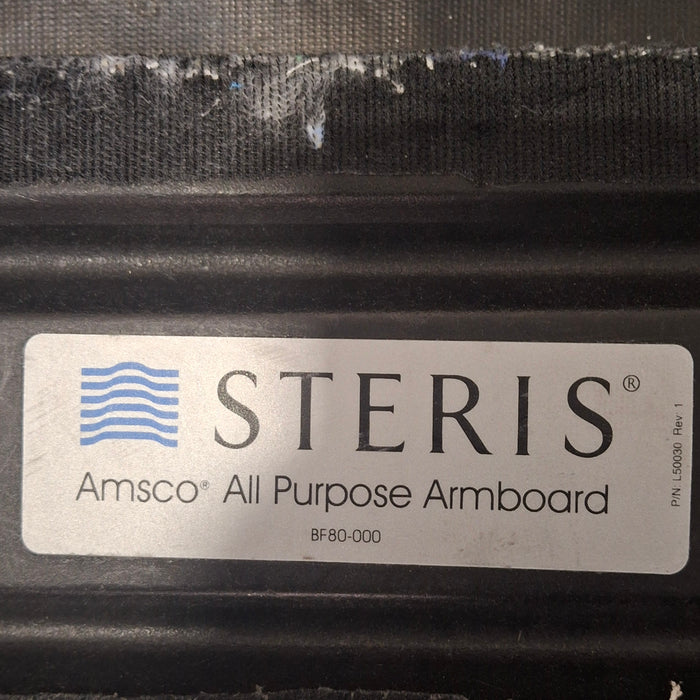 STERIS®
Amsco® All Purpose Armboard
BF80-000
P/N: L50030 Rev: 1